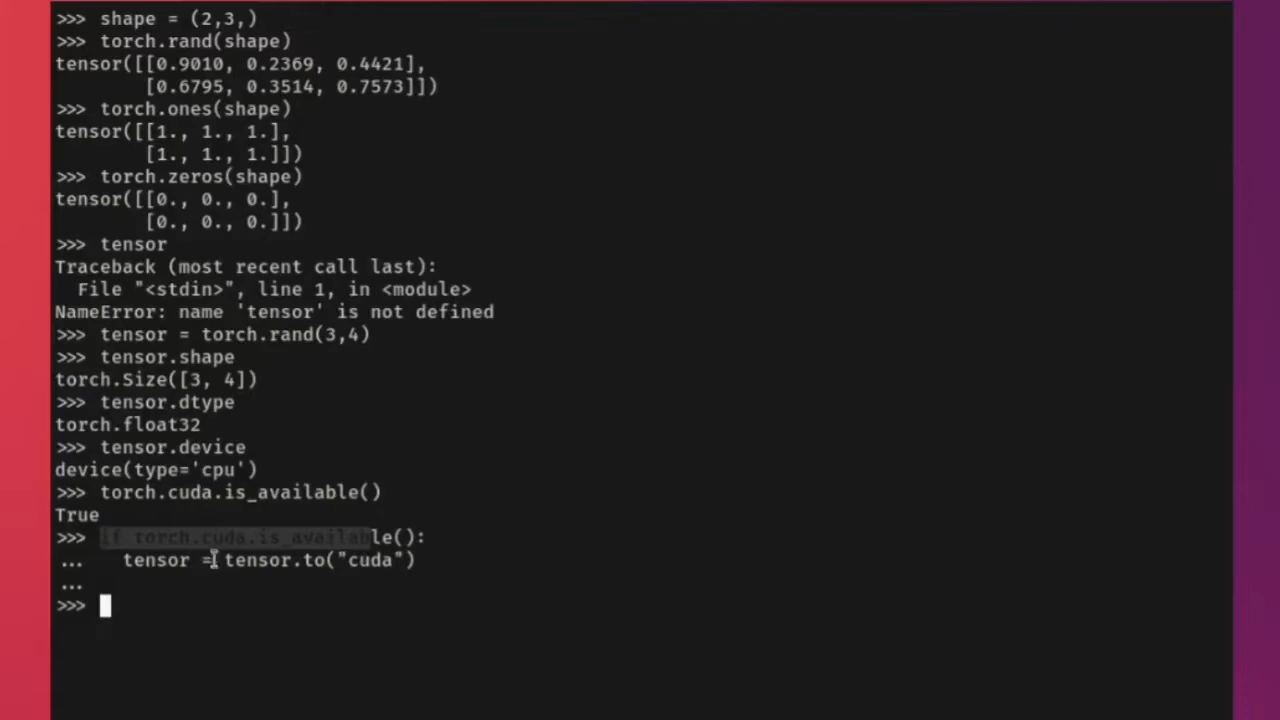 >>> shape = (2,3,)
>>> torch.rand(shape)
tensor([[0.9010, 0.2369, 0.4421],
        [0.6795, 0.3514, 0.7573]])
>>> torch.ones(shape)
tensor([[1., 1., 1.],
        [1., 1., 1.]])
>>> torch.zeros(shape)
tensor([[0., 0., 0.],
        [0., 0., 0.]])
>>> tensor
Traceback (most recent call last):
  File "<stdin>", line 1, in <module>
NameError: name 'tensor' is not defined
>>> tensor = torch.rand(3,4)
>>> tensor.shape
torch.Size([3, 4])
>>> tensor.dtype
torch.float32
>>> tensor.device
device(type='cpu')
>>> torch.cuda.is_available()
True
>>> if torch.cuda.is_available():
...   tensor = tensor.to("cuda")
...
>>>